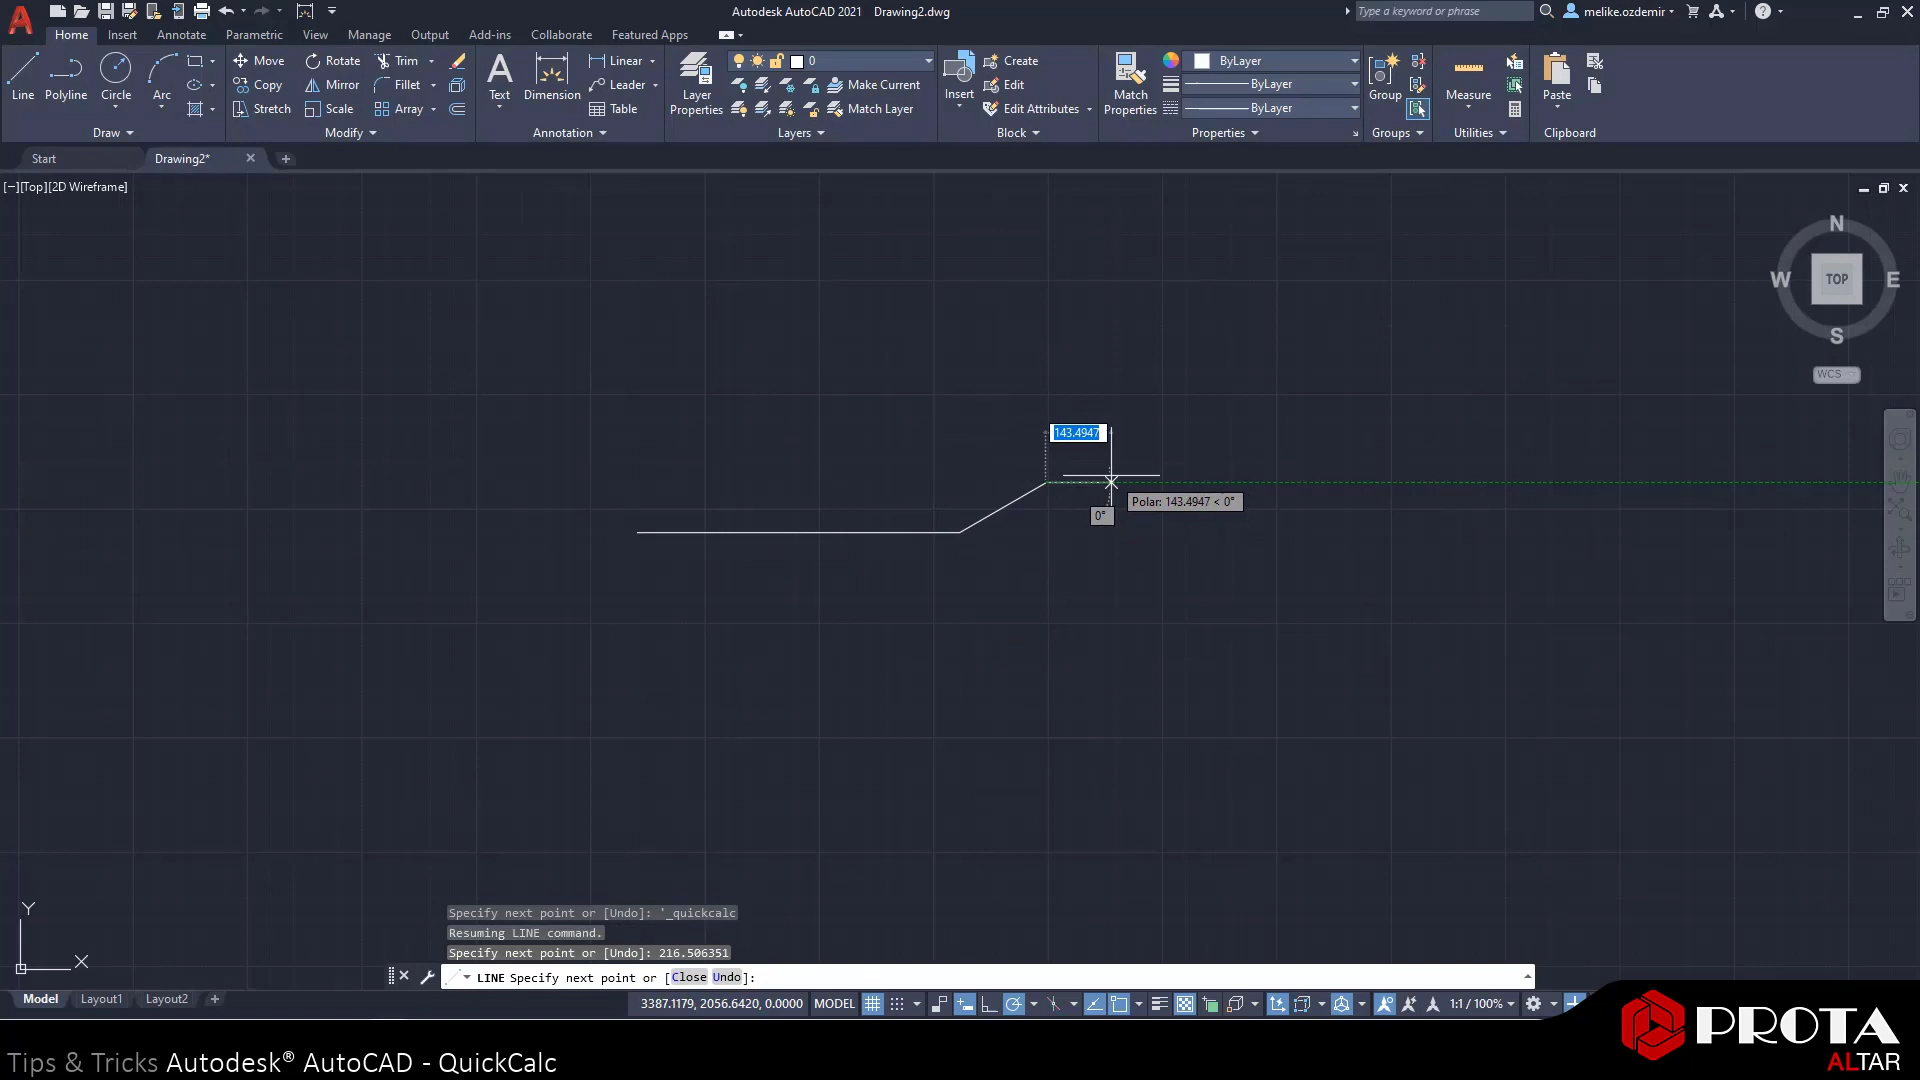 Autodesk AutoCAD 2021 Drawing2.dwg
Type a keyword or phrase
melike.ozdemir
Home Insert Annotate Parametric View Manage Output Add-ins Collaborate Featured Apps
Line Polyline Circle Arc
Draw
Move Rotate Trim
Copy Mirror Fillet
Stretch Scale Array
Modify
Text Dimension
Linear
Leader
Table
Annotation
Layer Properties
0
Make Current
Match Layer
Layers
Insert
Create
Edit
Edit Attributes
Block
Match Properties
ByLayer
ByLayer
ByLayer
Properties
Group
Groups
Measure
Utilities
Paste
Clipboard
Start Drawing2*
[−][Top][2D Wireframe]
N
W TOP E
S
WCS
143.4947
Polar: 143.4947 < 0°
0°
Y
X
Specify next point or [Undo]: '_quickcalc
Resuming LINE command.
Specify next point or [Undo]: 216.506351
LINE Specify next point or [Close Undo]:
Model Layout1 Layout2
3387.1179, 2056.6420, 0.0000 MODEL 1:1 / 100%
Tips & Tricks Autodesk® AutoCAD - QuickCalc
PROTA
ALTAR